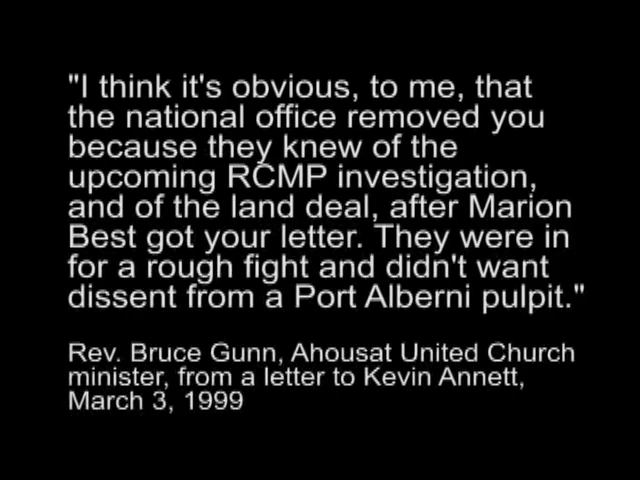 "I think it's obvious, to me, that
the national office removed you
because they knew of the
upcoming RCMP investigation,
and of the land deal, after Marion
Best got your letter. They were in
for a rough fight and didn't want
dissent from a Port Alberni pulpit."
Rev. Bruce Gunn, Ahousat United Church
minister, from a letter to Kevin Annett,
March 3, 1999